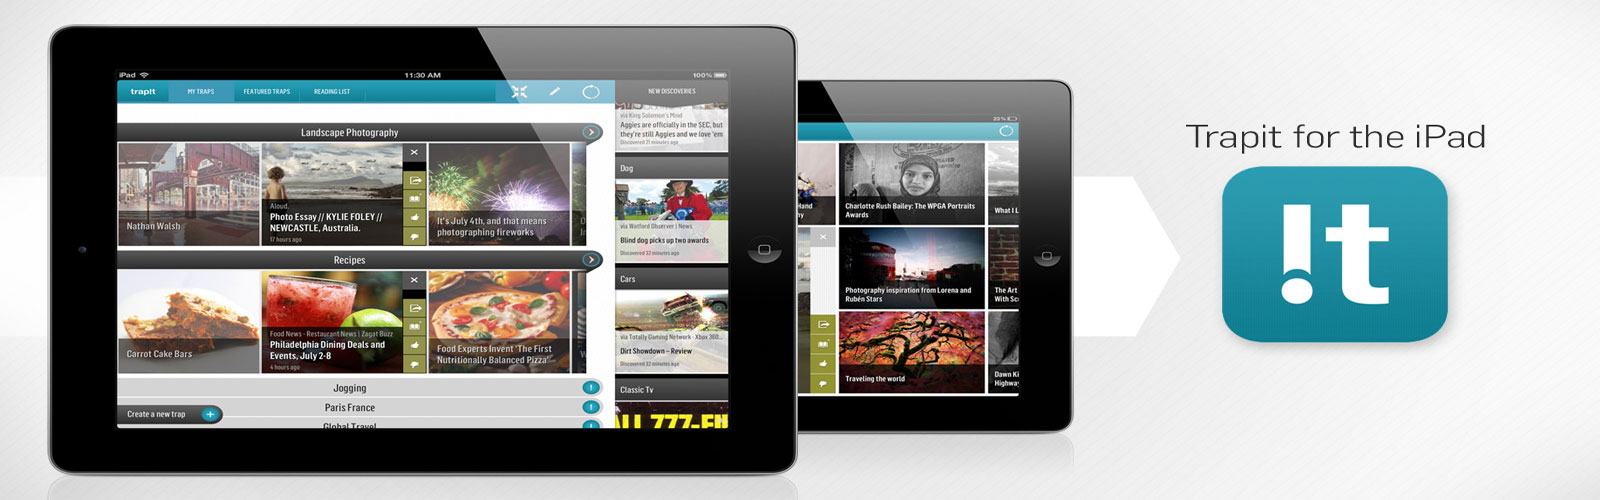 iPad
11:30 AM
100%
trap!t
MY TRAPS
FEATURED TRAPS
READING LIST
NEW DISCOVERIES
Landscape Photography
Nathan Walsh
Aloud.
Photo Essay // KYLIE FOLEY //
NEWCASTLE, Australia.
17 hours ago
It's July 4th, and that means
photographing fireworks
Recipes
Carrot Cake Bars
Food News - Restaurant News | Zagat Buzz
Philadelphia Dining Deals and
Events, July 2-8
4 hours ago
Food Experts Invent 'The First
Nutritionally Balanced Pizza'
Jogging
Paris France
Global Travel
Create a new trap
via King Solomon's Mind
Aggies are officially in the SEC, but
they're still Aggies and we love 'em
Discovered 21 minutes ago
Dog
via Watford Observer | News
Blind dog picks up two awards
Discovered 32 minutes ago
Cars
via Totally Gaming Network - Xbox 360...
Dirt Showdown – Review
Discovered 36 minutes ago
Classic Tv
ALL 777-FI
Hand
hy
Charlotte Rush Bailey: The WPGA Portraits
Awards
What I L
Photography inspiration from Lorena and
Rubén Stars
The Art
With Sc
Traveling the world
Dawn Ki
Highway
Trapit for the iPad
!t